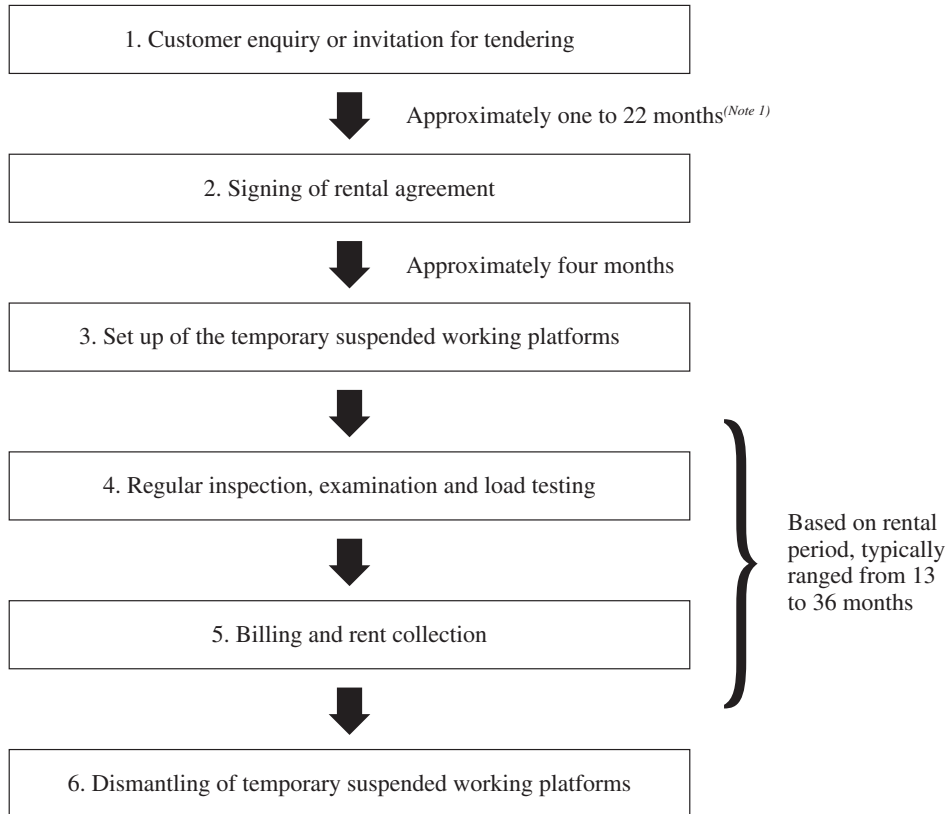 1. Customer enquiry or invitation for tendering
Approximately one to 22 months(Note 1)
2. Signing of rental agreement
Approximately four months
3. Set up of the temporary suspended working platforms
4. Regular inspection, examination and load testing
Based on rental
period, typically
ranged from 13
to 36 months
5. Billing and rent collection
6. Dismantling of temporary suspended working platforms